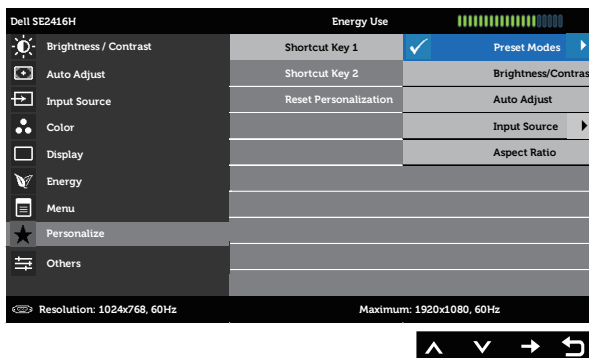 Dell SE2416H Energy Use
Brightness / Contrast Shortcut Key 1 Preset Modes
Auto Adjust Shortcut Key 2 Brightness/Contras
Input Source Reset Personalization Auto Adjust
Color Input Source
Display Aspect Ratio
Energy
Menu
Personalize
Others
Resolution: 1024x768, 60Hz Maximum: 1920x1080, 60Hz